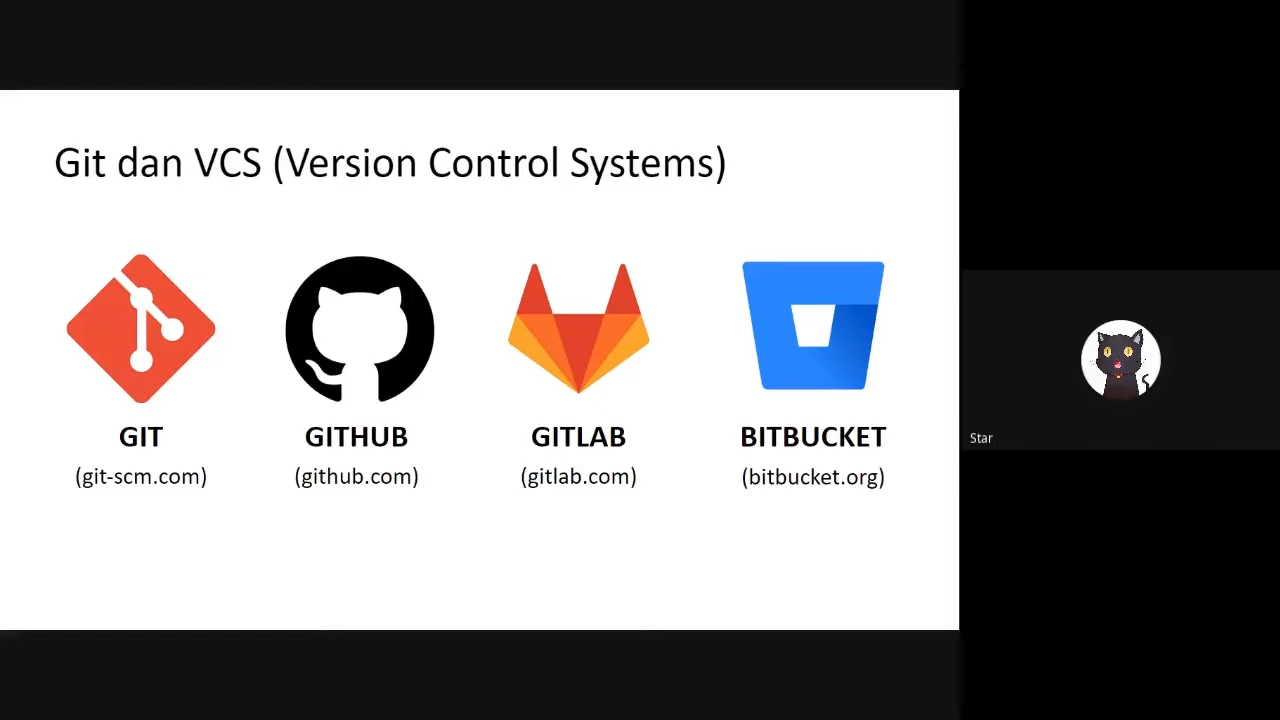 Git dan VCS (Version Control Systems)
GIT
(git-scm.com)
GITHUB
(github.com)
GITLAB
(gitlab.com)
BITBUCKET
(bitbucket.org)
Star